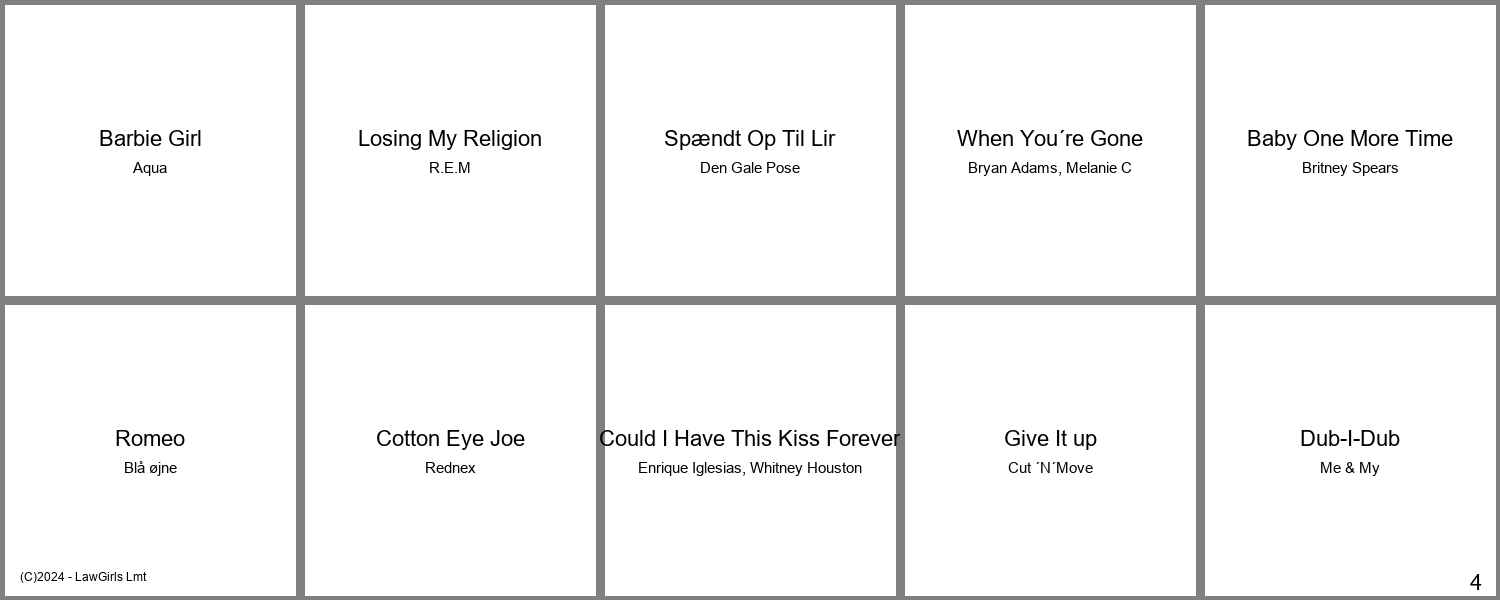 Barbie Girl
Aqua
Losing My Religion
R.E.M
Spændt Op Til Lir
Den Gale Pose
When You´re Gone
Bryan Adams, Melanie C
Baby One More Time
Britney Spears
Romeo
Blå øjne
Cotton Eye Joe
Rednex
Could I Have This Kiss Forever
Enrique Iglesias, Whitney Houston
Give It up
Cut ´N´Move
Dub-I-Dub
Me & My
(C)2024 - LawGirls Lmt
4